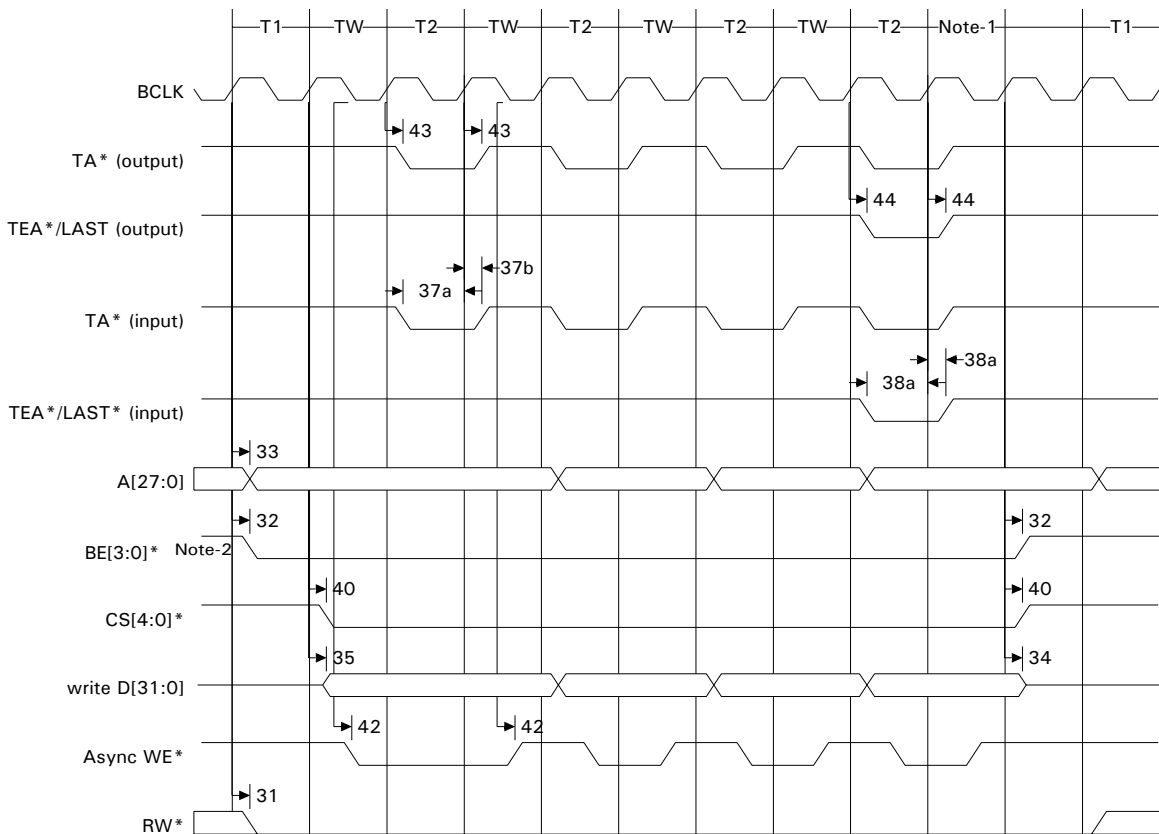 T1 TW T2 TW T2 TW T2 TW T2 Note-1 T1
BCLK
43 43
TA* (output)
44 44
TEA*/LAST (output)
37b
37a
TA* (input)
38a
38a
TEA*/LAST* (input)
33
A[27:0]
32 32
BE[3:0]* Note-2
40 40
CS[4:0]*
35 34
write D[31:0]
42 42
Async WE*
31
RW*